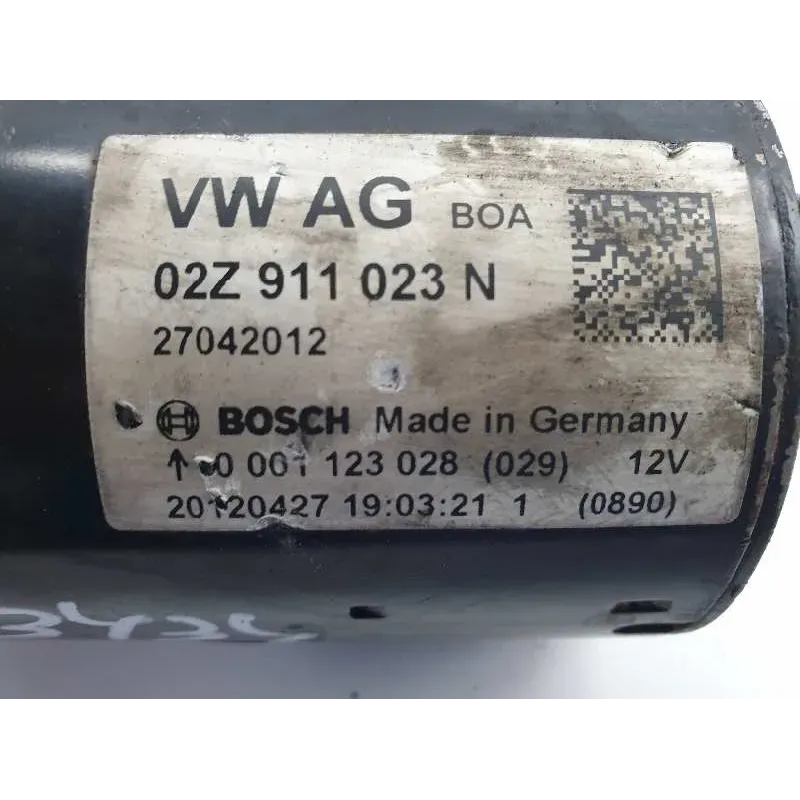 VW AG BOA
02Z 911 023 N
27042012
BOSCH Made in Germany
↑ 0 001 123 028 (029) 12V
20120427 19:03:21 1 (0890)